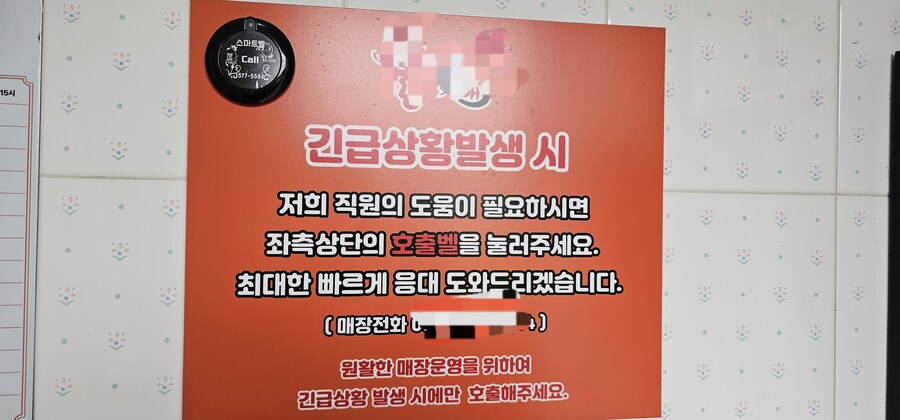 스마트벨
Call
15시
긴급상황발생 시
저희 직원의 도움이 필요하시면
좌측상단의 호출벨을 눌러주세요.
최대한 빠르게 응대 도와드리겠습니다.
( 매장전화 )
원활한 매장운영을 위하여
긴급상황 발생 시에만 호출해주세요.